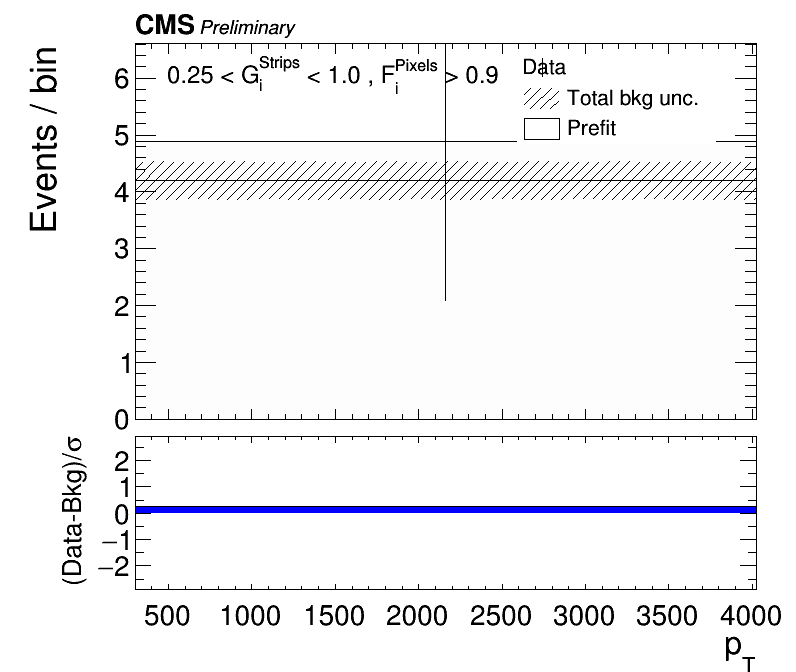 CMS Preliminary
Events / bin
0.25 < G_i^Strips < 1.0 , F_i^Pixels > 0.9
Data
Total bkg unc.
Prefit
6
5
4
3
2
1
0
(Data-Bkg)/σ
2
1
0
−1
−2
500 1000 1500 2000 2500 3000 3500 4000
p_T